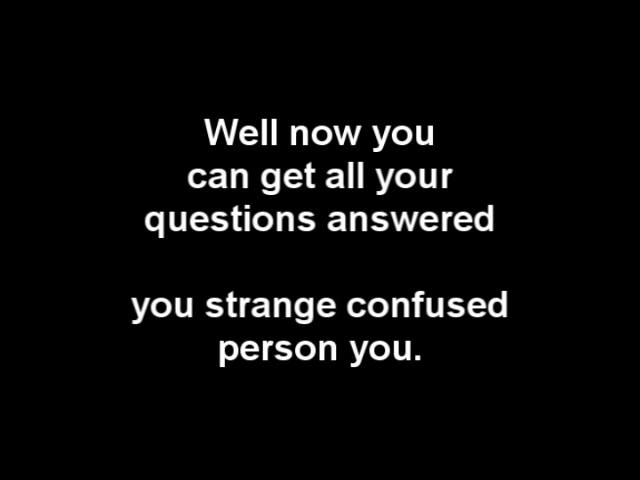 Well now you
can get all your
questions answered
you strange confused
person you.